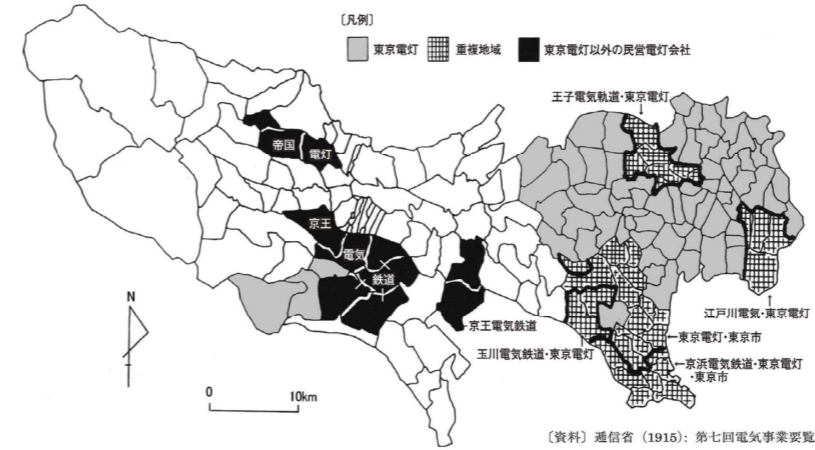 〔凡例〕
東京電灯
重複地域
東京電灯以外の民営電灯会社
王子電気軌道・東京電灯
帝国
電灯
京王
電気
鉄道
京王電気鉄道
玉川電気鉄道・東京電灯
江戸川電気・東京電灯
東京電灯・東京市
京浜電気鉄道・東京電灯
・東京市
N
0 10km
〔資料〕逓信省（1915）：第七回電気事業要覧